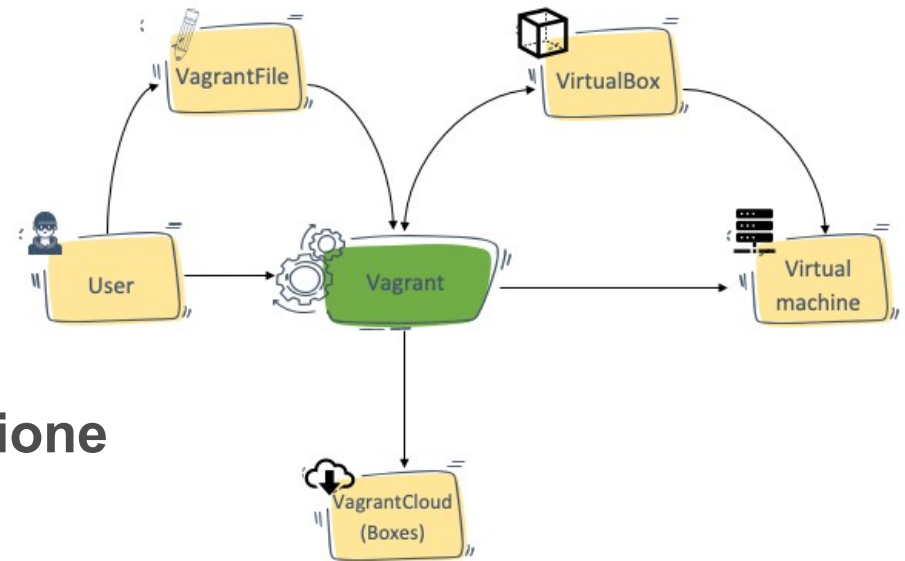 VagrantFile
VirtualBox
User
Vagrant
Virtual
machine
ione
VagrantCloud
(Boxes)